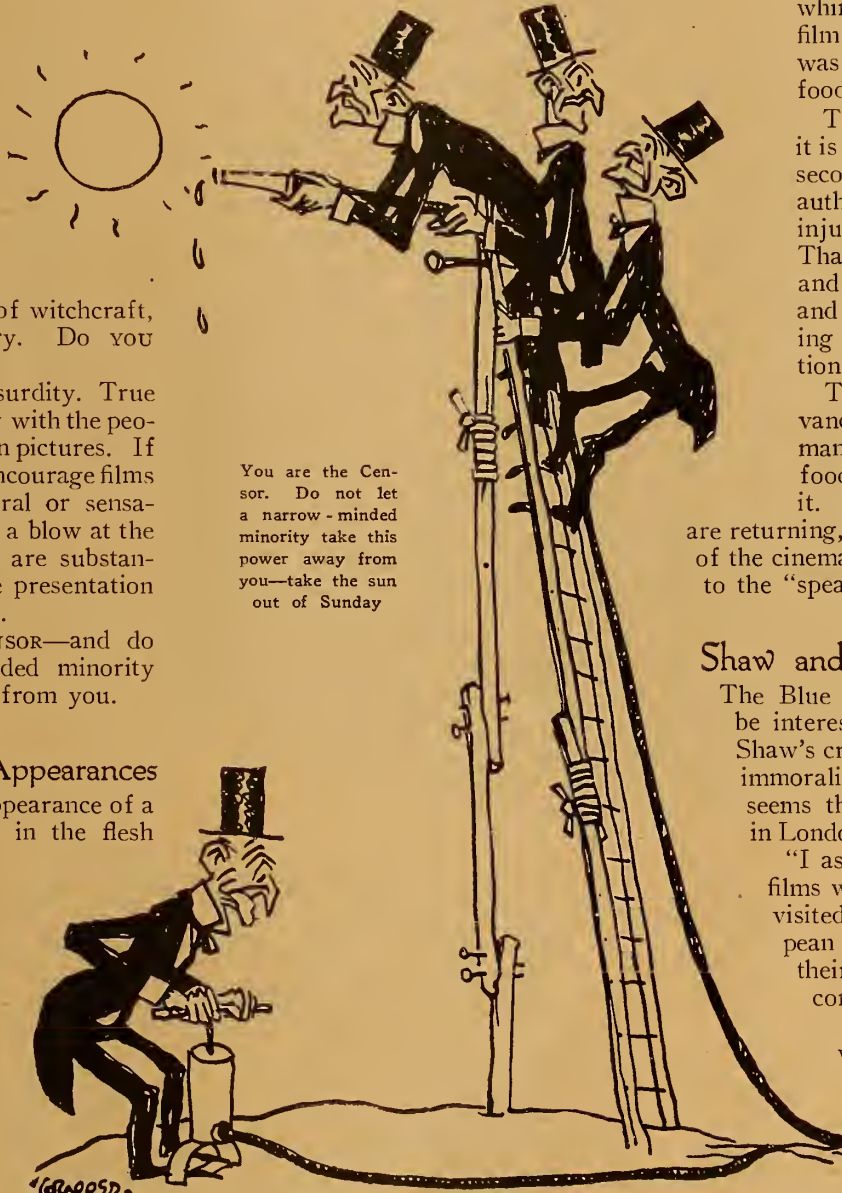 of witchcraft,
Do YOU
surdity. True
with the peo-
n pictures. If
ncourage films
ral or sensa-
a blow at the
are substan-
presentation
NSOR—and do
ded minority
from you.
Appearances
ppearance of a
in the flesh
You are the Cen-
sor. Do not let
a narrow-minded
minority take this
power away from
you—take the sun
out of Sunday
film
was
food
it is
seco
auth
inju
Tha
and
and
ing
tion
vanc
man
food
it.
are returning,
of the cinema
to the “spea
Shaw and
The Blue
be interes
Shaw's cr
immorali
seems th
in Londo
“I as
films w
visited
pean
their
con